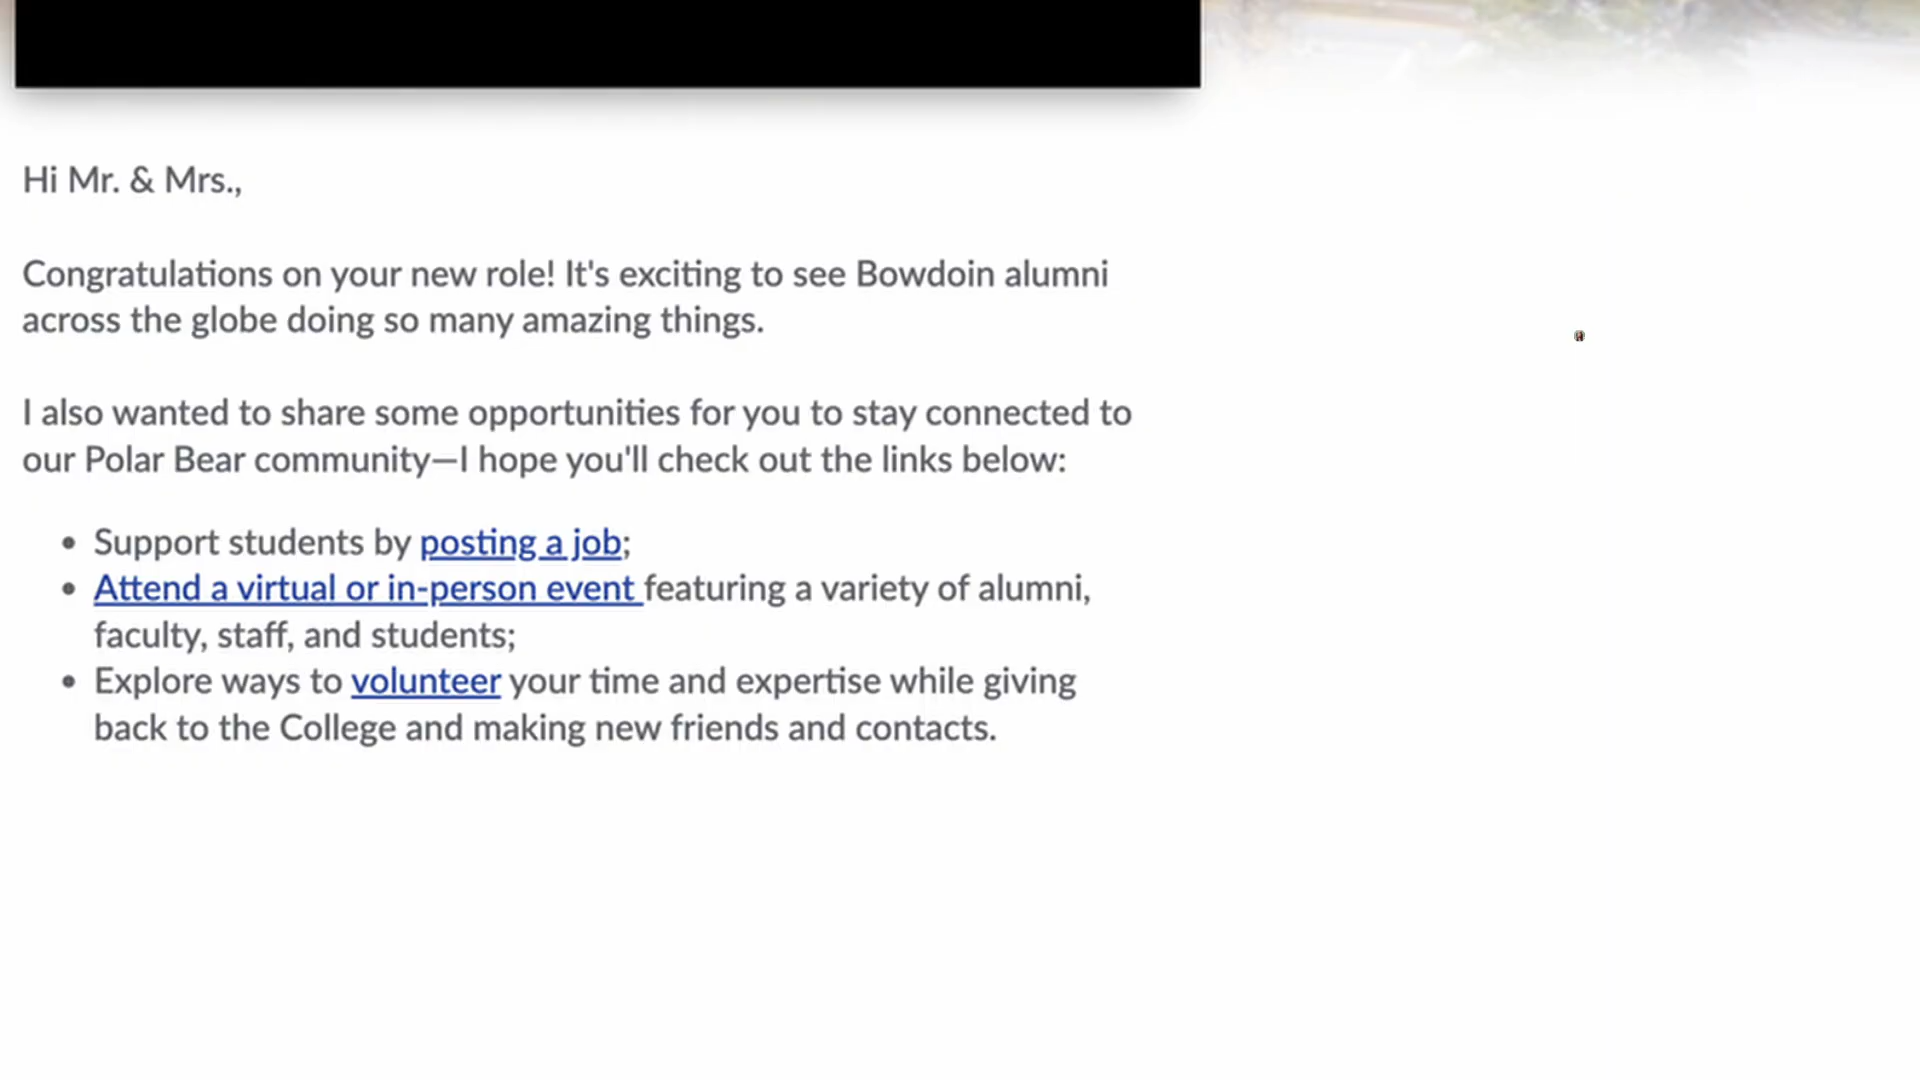 Hi Mr. & Mrs.,
Congratulations on your new role! It's exciting to see Bowdoin alumni
across the globe doing so many amazing things.
I also wanted to share some opportunities for you to stay connected to
our Polar Bear community—I hope you'll check out the links below:
• Support students by posting a job;
• Attend a virtual or in-person event featuring a variety of alumni,
faculty, staff, and students;
• Explore ways to volunteer your time and expertise while giving
back to the College and making new friends and contacts.